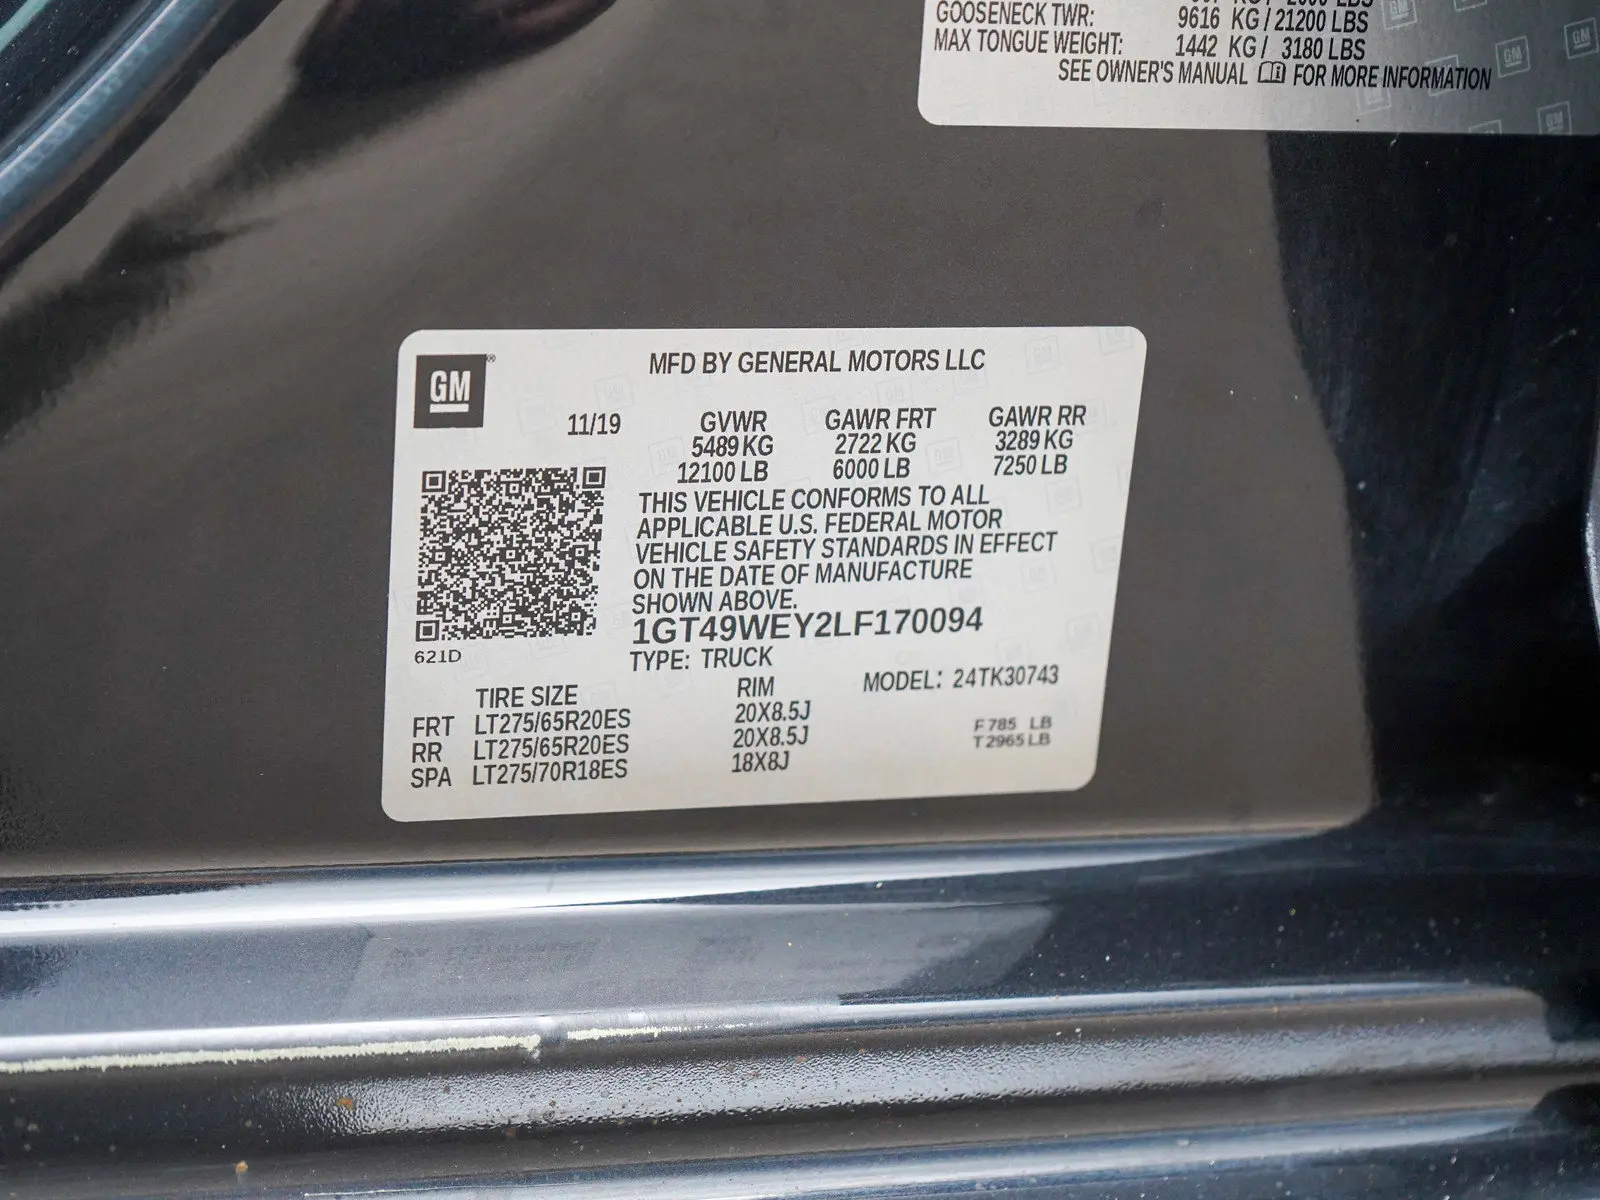 GOOSENECK TWR: 9616 KG / 21200 LBS
MAX TONGUE WEIGHT: 1442 KG / 3180 LBS
SEE OWNER'S MANUAL FOR MORE INFORMATION
GM
MFD BY GENERAL MOTORS LLC
11/19 GVWR GAWR FRT GAWR RR
5489 KG 2722 KG 3289 KG
12100 LB 6000 LB 7250 LB
THIS VEHICLE CONFORMS TO ALL
APPLICABLE U.S. FEDERAL MOTOR
VEHICLE SAFETY STANDARDS IN EFFECT
ON THE DATE OF MANUFACTURE
SHOWN ABOVE.
1GT49WEY2LF170094
621D
TYPE: TRUCK
MODEL: 24TK30743
TIRE SIZE RIM
FRT LT275/65R20ES 20X8.5J
RR LT275/65R20ES 20X8.5J
SPA LT275/70R18ES 18X8J
F 785 LB
T 2965 LB